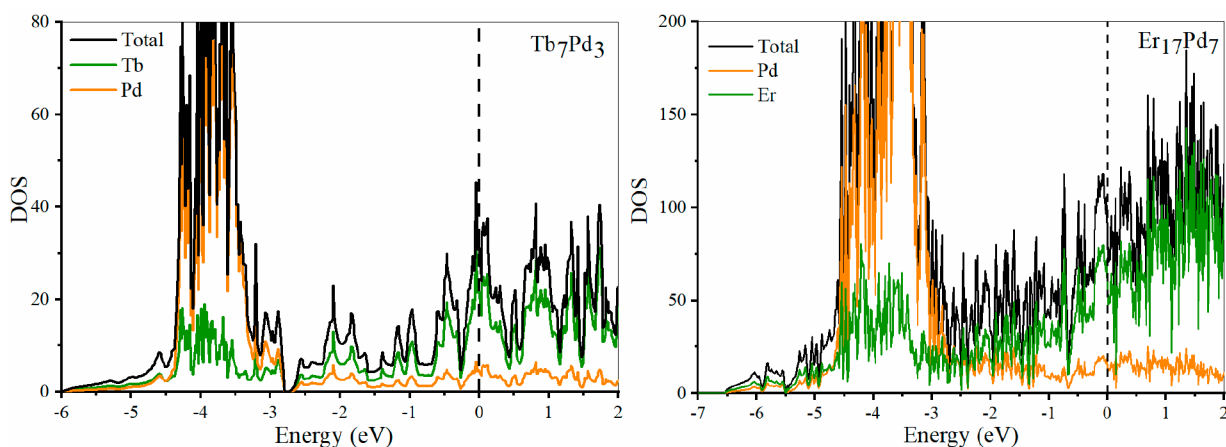 80
60
40
20
0
DOS
Total
Tb
Pd
Tb7Pd3
-6 -5 -4 -3 -2 -1 0 1 2
Energy (eV)
200
150
100
50
0
DOS
Total
Pd
Er
Er17Pd7
-7 -6 -5 -4 -3 -2 -1 0 1 2
Energy (eV)